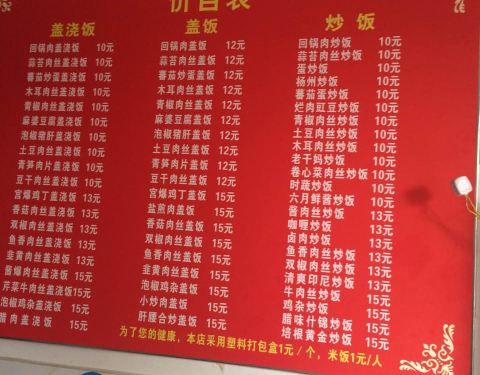 价目表
盖浇饭
回锅肉盖浇饭 10元
蒜苔肉丝盖浇饭 10元
番茄炒蛋盖浇饭 10元
木耳肉丝盖浇饭 10元
青椒肉丝盖浇饭 10元
麻婆豆腐盖浇饭 10元
泡椒猪肝盖浇饭 10元
土豆肉丝盖浇饭 10元
青笋肉片盖浇饭 10元
豆干肉丝盖浇饭 10元
宫爆鸡丁盖浇饭 13元
香菇肉丝盖浇饭 13元
双椒肉丝盖浇饭 13元
鱼香肉丝盖浇饭 13元
韭黄肉丝盖浇饭 15元
酱爆肉丝盖浇饭 15元
芹菜牛肉丝盖浇饭15元
泡椒鸡杂盖浇饭 15元
腊肉盖浇饭 15元
盖饭
回锅肉盖饭 12元
蒜苔肉丝盖饭 12元
番茄炒蛋盖饭 12元
木耳肉丝盖饭 12元
青椒肉丝盖饭 12元
麻婆豆腐盖饭 12元
泡椒猪肝盖饭 12元
土豆肉丝盖饭 12元
青笋肉片盖饭 12元
豆干肉丝盖饭 12元
宫爆鸡丁盖饭 15元
盐煎肉盖饭 15元
香菇肉丝盖饭 15元
双椒肉丝盖饭 15元
鱼香肉丝盖饭 15元
韭黄肉丝盖饭 15元
泡椒鸡杂盖饭 15元
小炒肉盖饭 15元
肝腰合炒盖饭 15元
炒饭
回锅肉炒饭 10元
蒜苔肉丝炒饭 10元
蛋炒饭 10元
杨州炒饭 10元
番茄蛋炒饭 10元
烂肉豇豆炒饭 10元
青椒肉丝炒饭 10元
土豆肉丝炒饭 10元
木耳肉丝炒饭 10元
老干妈炒饭 10元
卷心菜肉丝炒饭 10元
时蔬炒饭 10元
六月鲜酱炒饭 10元
酱肉丝炒饭 13元
咖喱炒饭 13元
卤肉炒饭 13元
鱼香肉丝炒饭 13元
双椒肉丝炒饭 13元
清爽印尼炒饭 13元
牛肉丝炒饭 15元
鸡杂炒饭 15元
腊味什锦炒饭 15元
培根黄金炒饭 15元
为了您的健康，本店采用塑料打包盒1元/个，米饭1元/人